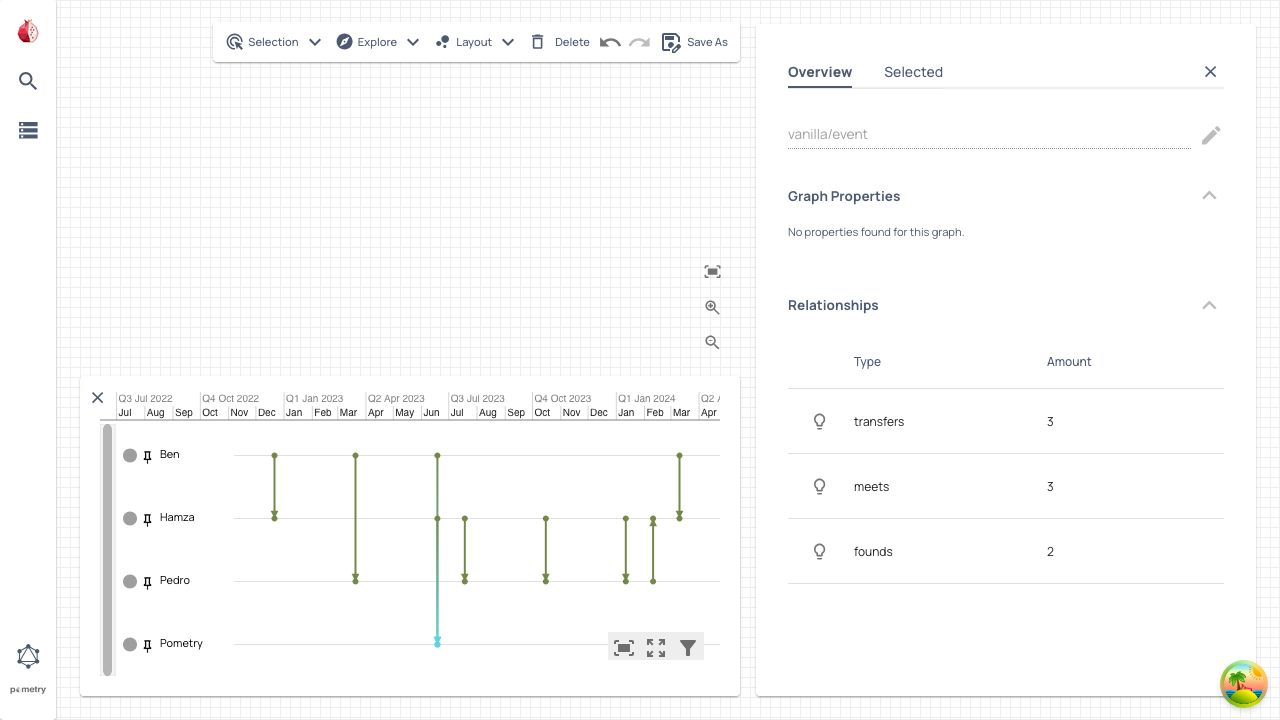 Selection Explore Layout Delete Save As
Overview Selected
vanilla/event
Graph Properties
No properties found for this graph.
Relationships
Type Amount
transfers 3
meets 3
founds 2
Q3 Jul 2022 Q4 Oct 2022 Q1 Jan 2023 Q2 Apr 2023 Q3 Jul 2023 Q4 Oct 2023 Q1 Jan 2024 Q2
Jul Aug Sep Oct Nov Dec Jan Feb Mar Apr May Jun Jul Aug Sep Oct Nov Dec Jan Feb Mar Apr
Ben
Hamza
Pedro
Pometry
pometry